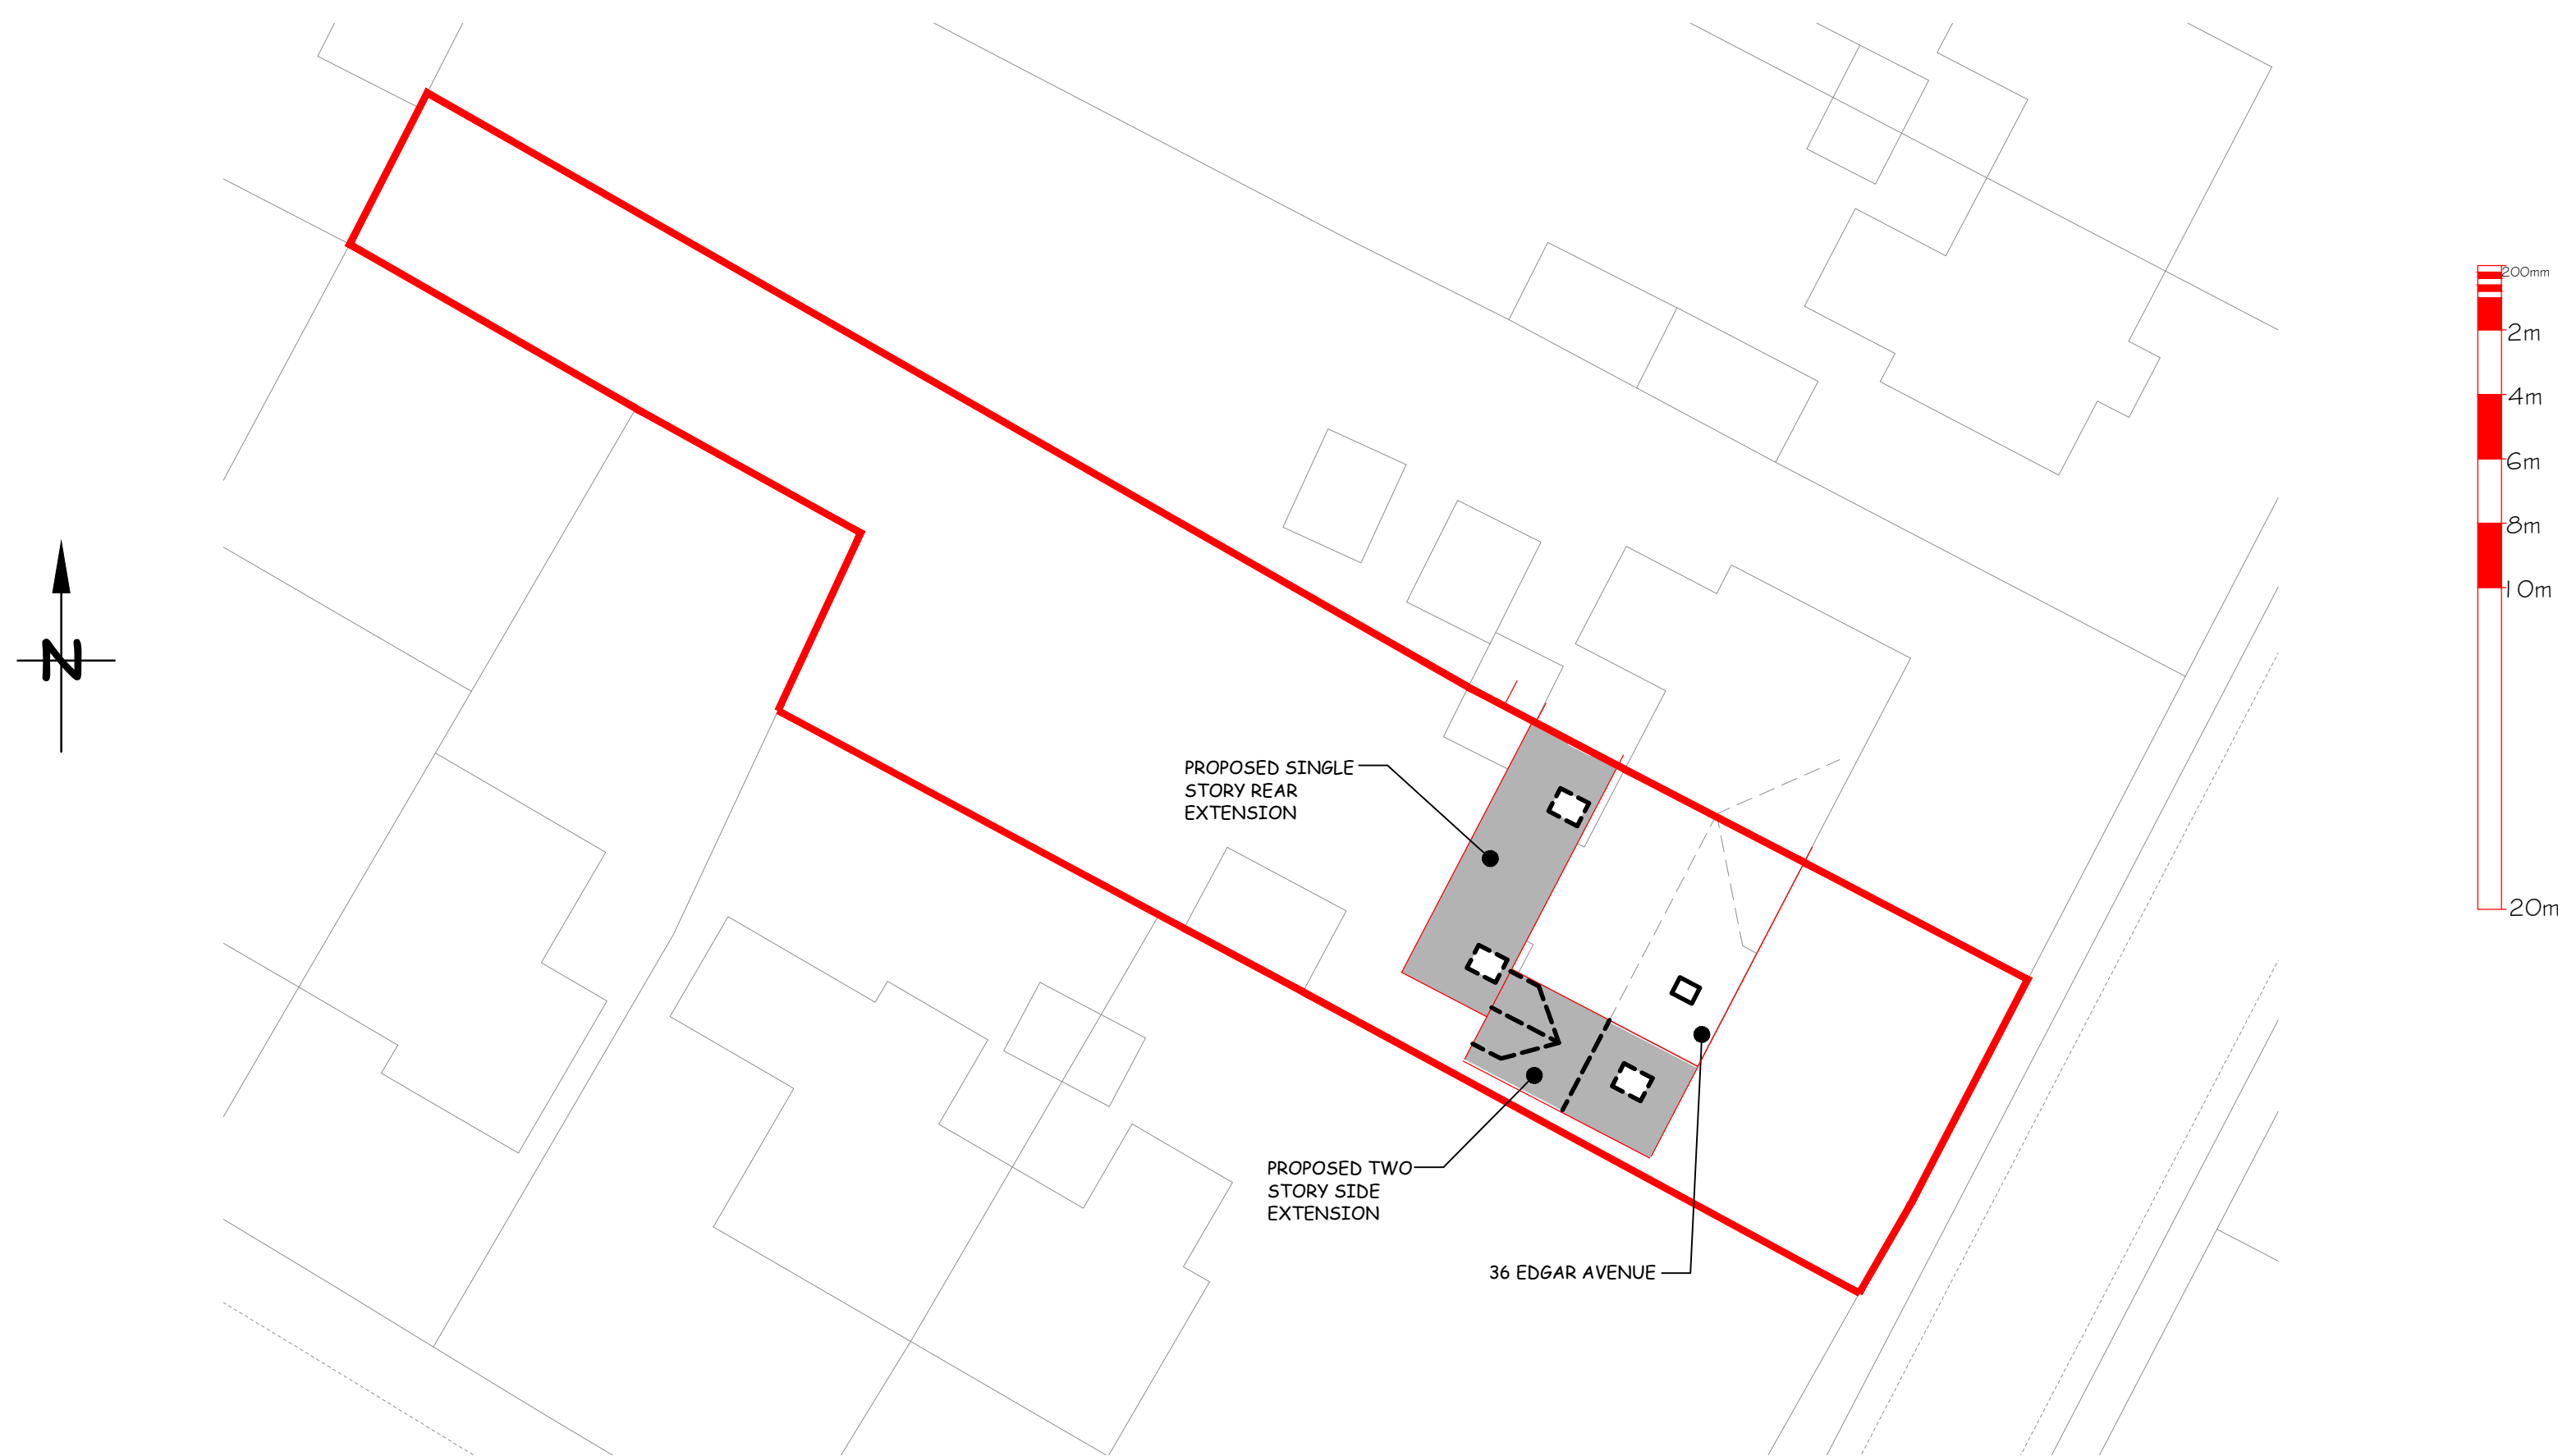 200mm
2m
4m
6m
8m
10m
20m
N
PROPOSED SINGLE
STORY REAR
EXTENSION
PROPOSED TWO
STORY SIDE
EXTENSION
36 EDGAR AVENUE